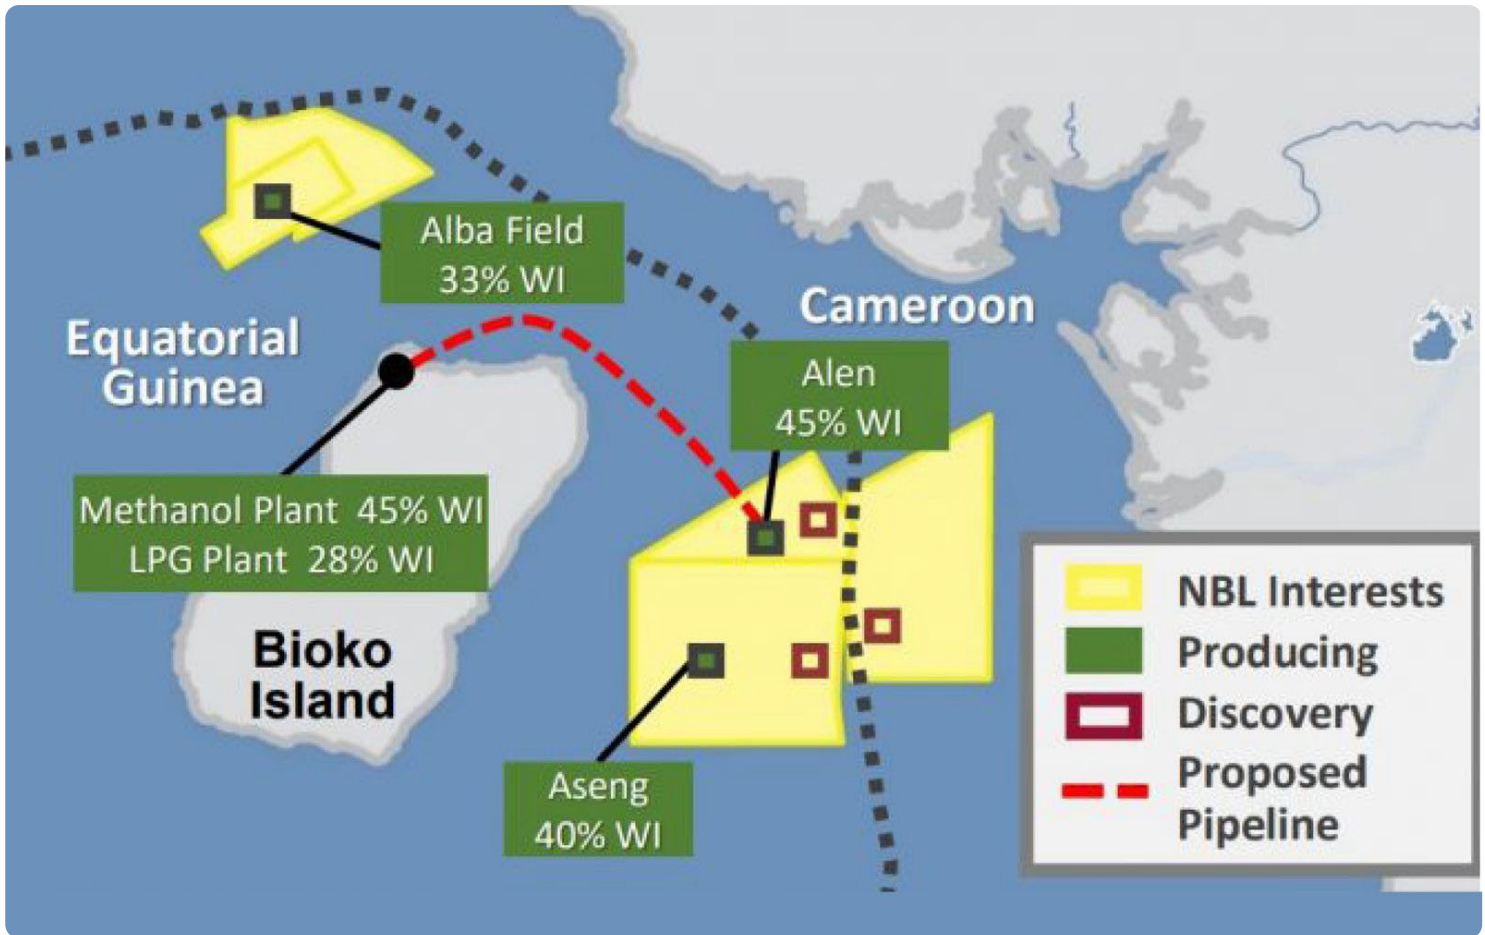 Alba Field
33% WI
Cameroon
Equatorial
Guinea
Alen
45% WI
Methanol Plant 45% WI
LPG Plant 28% WI
Bioko
Island
Aseng
40% WI
NBL Interests
Producing
Discovery
Proposed
Pipeline